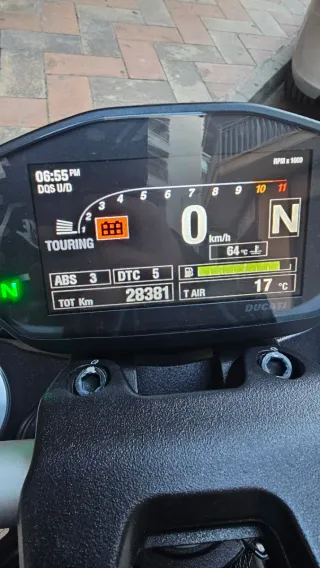 06:55 PM
DQS U/D
RPM x 1000
1 2 3 4 5 6 7 8 9 10 11
TOURING
0
km/h
N
64 °C
ABS 3
DTC 5
TOT Km 28381
T AIR 17 °C
N
DUCATI